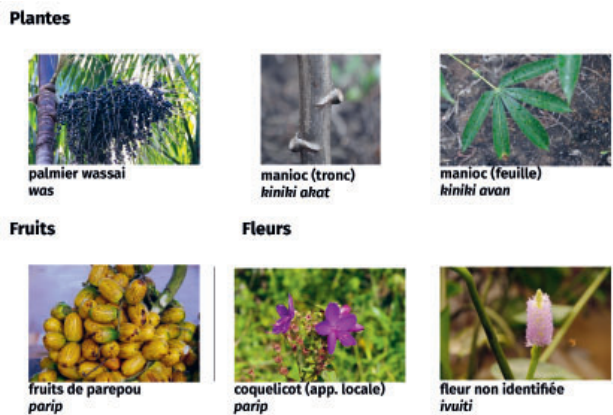 Plantes
palmier wassai
was
manioc (tronc)
kiniki akat
manioc (feuille)
kiniki avan
Fruits
Fleurs
fruits de parepou
parip
coquelicot (app. locale)
parip
fleur non identifiée
ivuiti